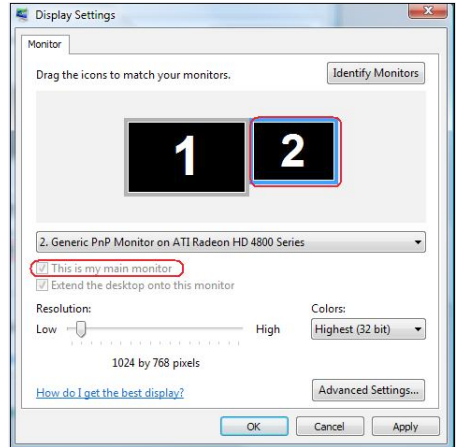 Display Settings
Monitor
Drag the icons to match your monitors.
Identify Monitors
1
2
2. Generic PnP Monitor on ATI Radeon HD 4800 Series
This is my main monitor
Extend the desktop onto this monitor
Resolution:
Colors:
Low
High
Highest (32 bit)
1024 by 768 pixels
How do I get the best display?
Advanced Settings...
OK
Cancel
Apply